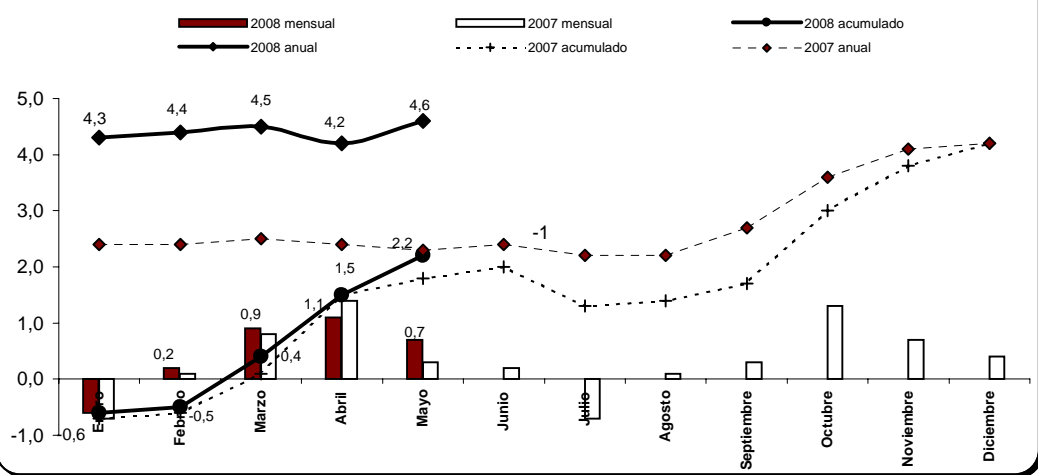 2008 mensual 2007 mensual 2008 acumulado
2008 anual 2007 acumulado 2007 anual
5,0
4,0
3,0
2,0
1,0
0,0
-1,0
4,3
4,4
4,5
4,2
4,6
2,2
-1
1,5
1,1
0,9
0,7
0,2
0,4
-0,5
-0,6
Enero
Febrero
Marzo
Abril
Mayo
Junio
Julio
Agosto
Septiembre
Octubre
Noviembre
Diciembre